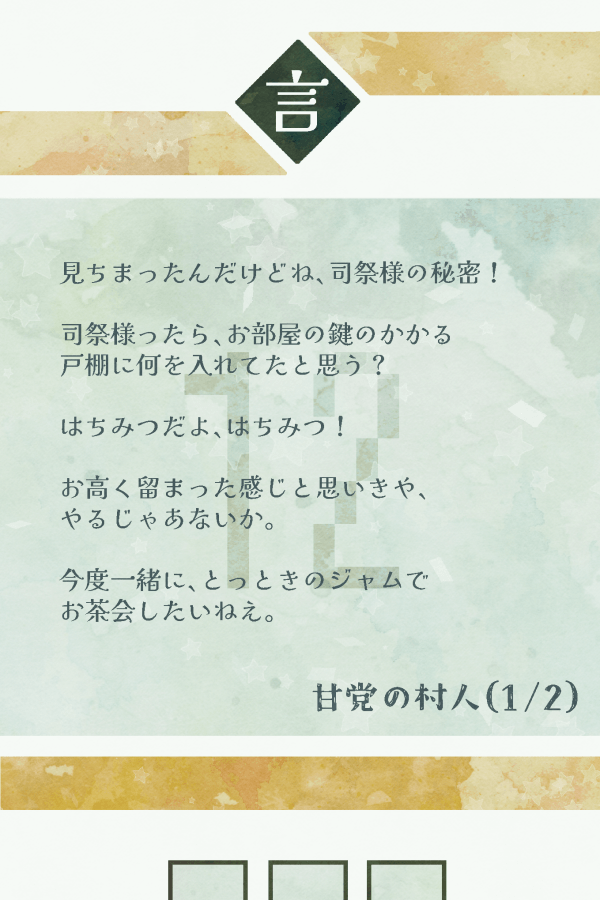 言
見ちまったんだけどね、司祭様の秘密！
司祭様ったら、お部屋の鍵のかかる
戸棚に何を入れてたと思う？
はちみつだよ、はちみつ！
お高く留まった感じと思いきや、
やるじゃあないか。
今度一緒に、とっときのジャムで
お茶会したいねえ。
12
甘党の村人(1/2)